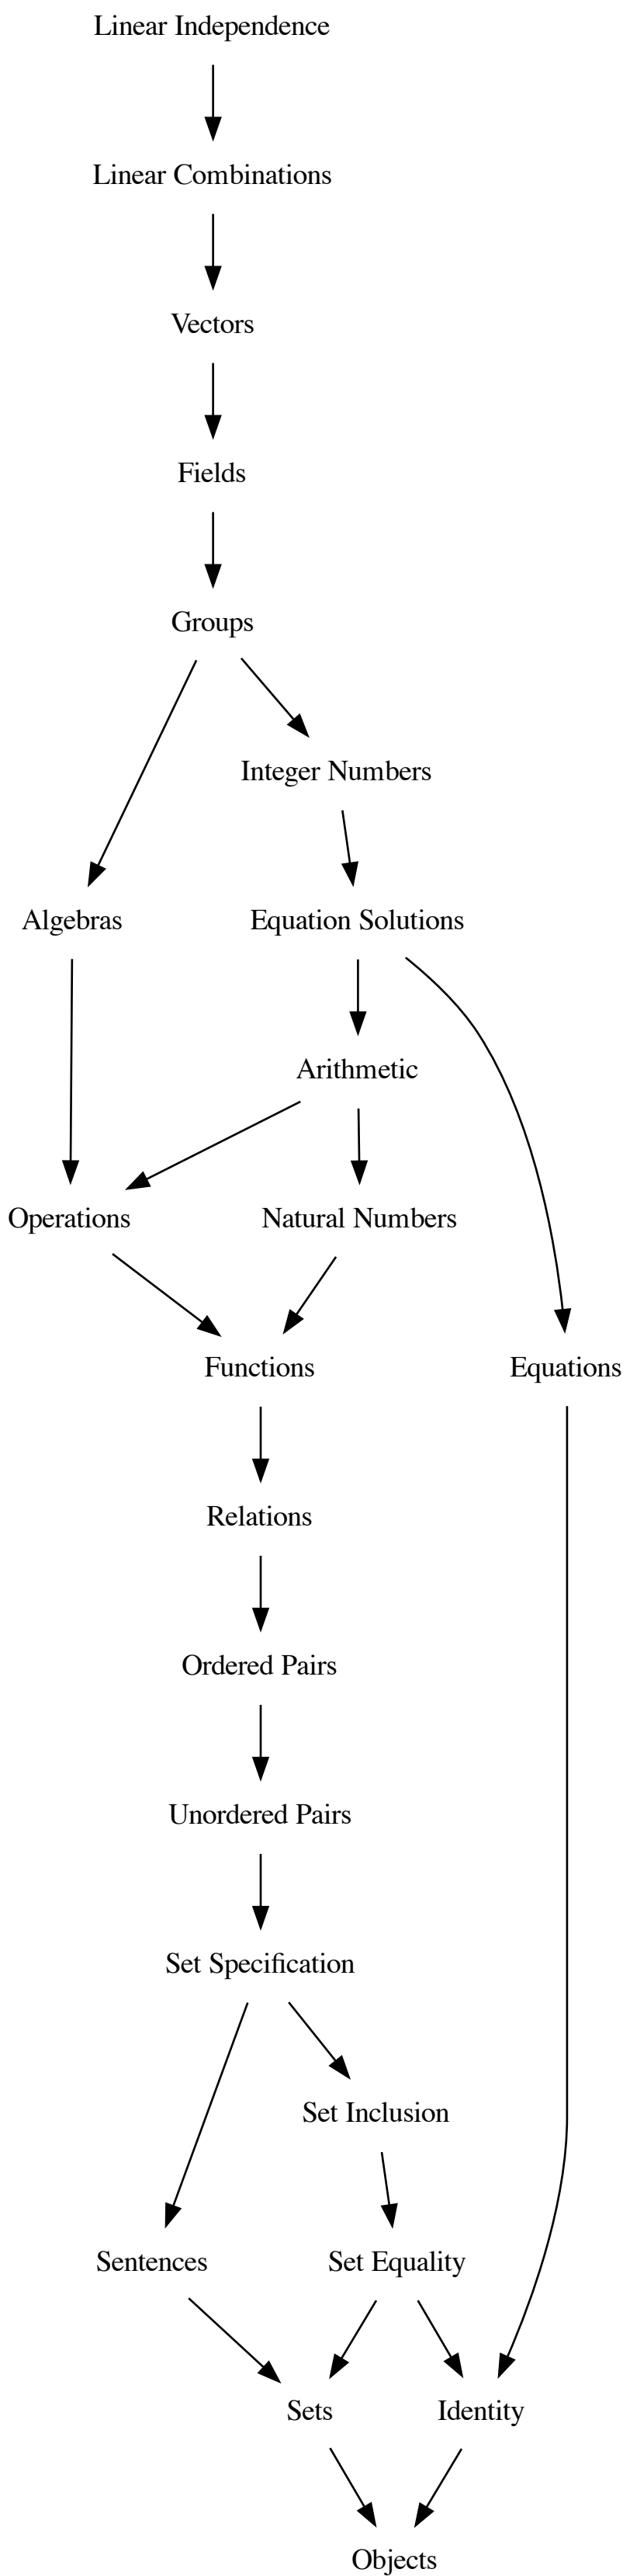 Linear Independence
Linear Combinations
Vectors
Fields
Groups
Integer Numbers
Algebras
Equation Solutions
Arithmetic
Operations
Natural Numbers
Functions
Equations
Relations
Ordered Pairs
Unordered Pairs
Set Specification
Set Inclusion
Sentences
Set Equality
Sets
Identity
Objects